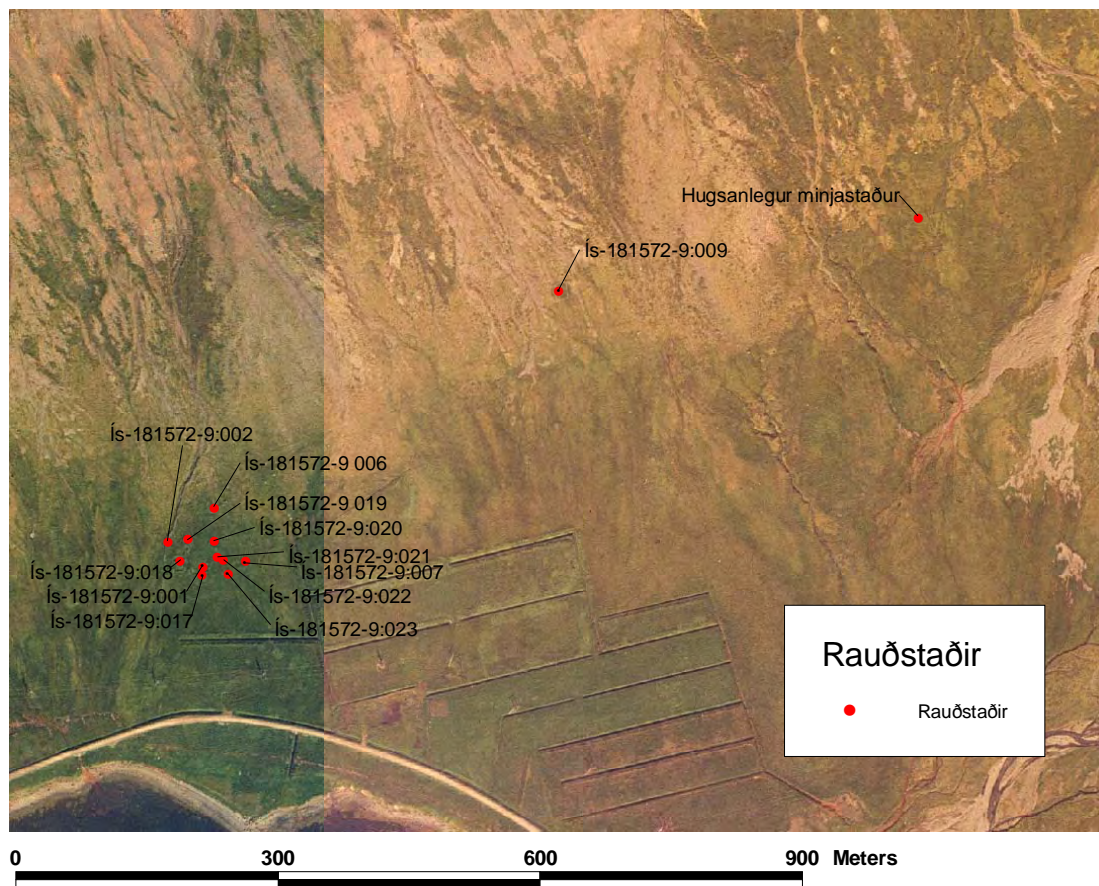 Hugsanlegur minjastaður
Ís-181572-9:009
Ís-181572-9:002
Ís-181572-9 006
Ís-181572-9 019
Ís-181572-9:020
Ís-181572-9:021
Ís-181572-9:018
Ís-181572-9:007
Ís-181572-9:001
Ís-181572-9:022
Ís-181572-9:017
Ís-181572-9:023
Rauðstaðir
Rauðstaðir
0 300 600 900 Meters